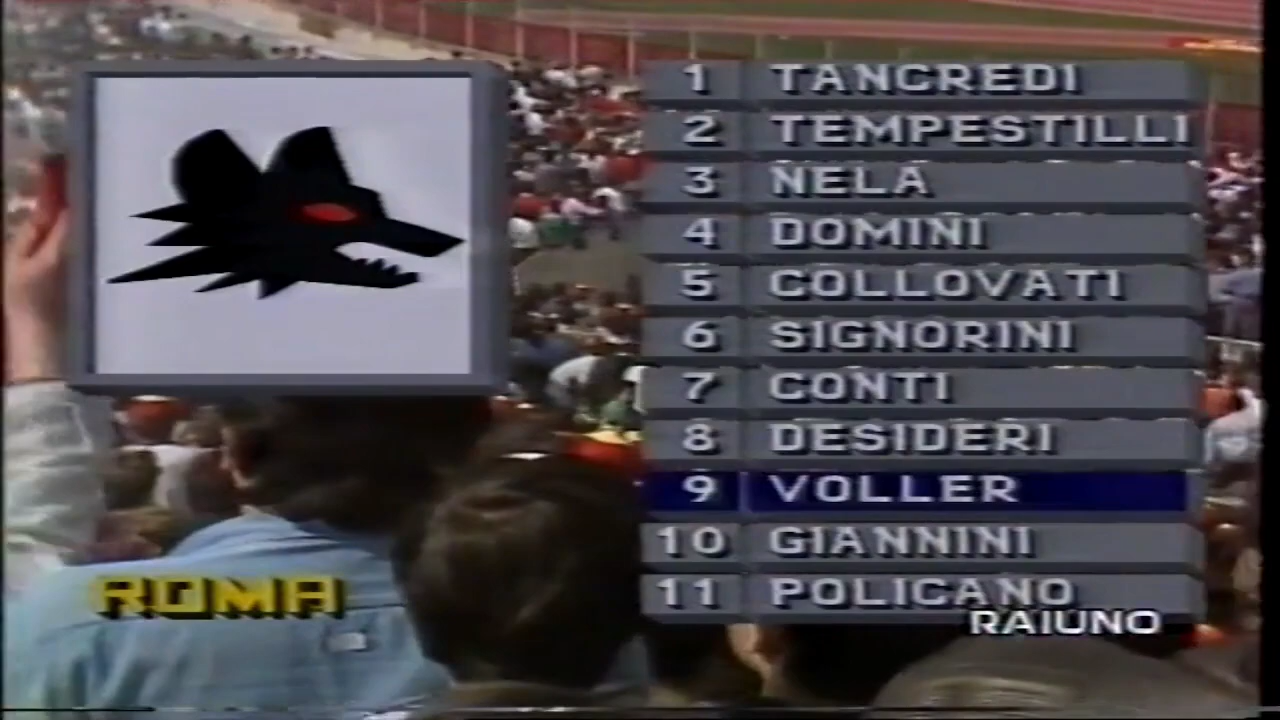 1 TANCREDI
2 TEMPESTILLI
3 NELA
4 DOMINI
5 COLLOVATI
6 SIGNORINI
7 CONTI
8 DESIDERI
9 VOLLER
10 GIANNINI
11 POLICANO
ROMA
RAIUNO